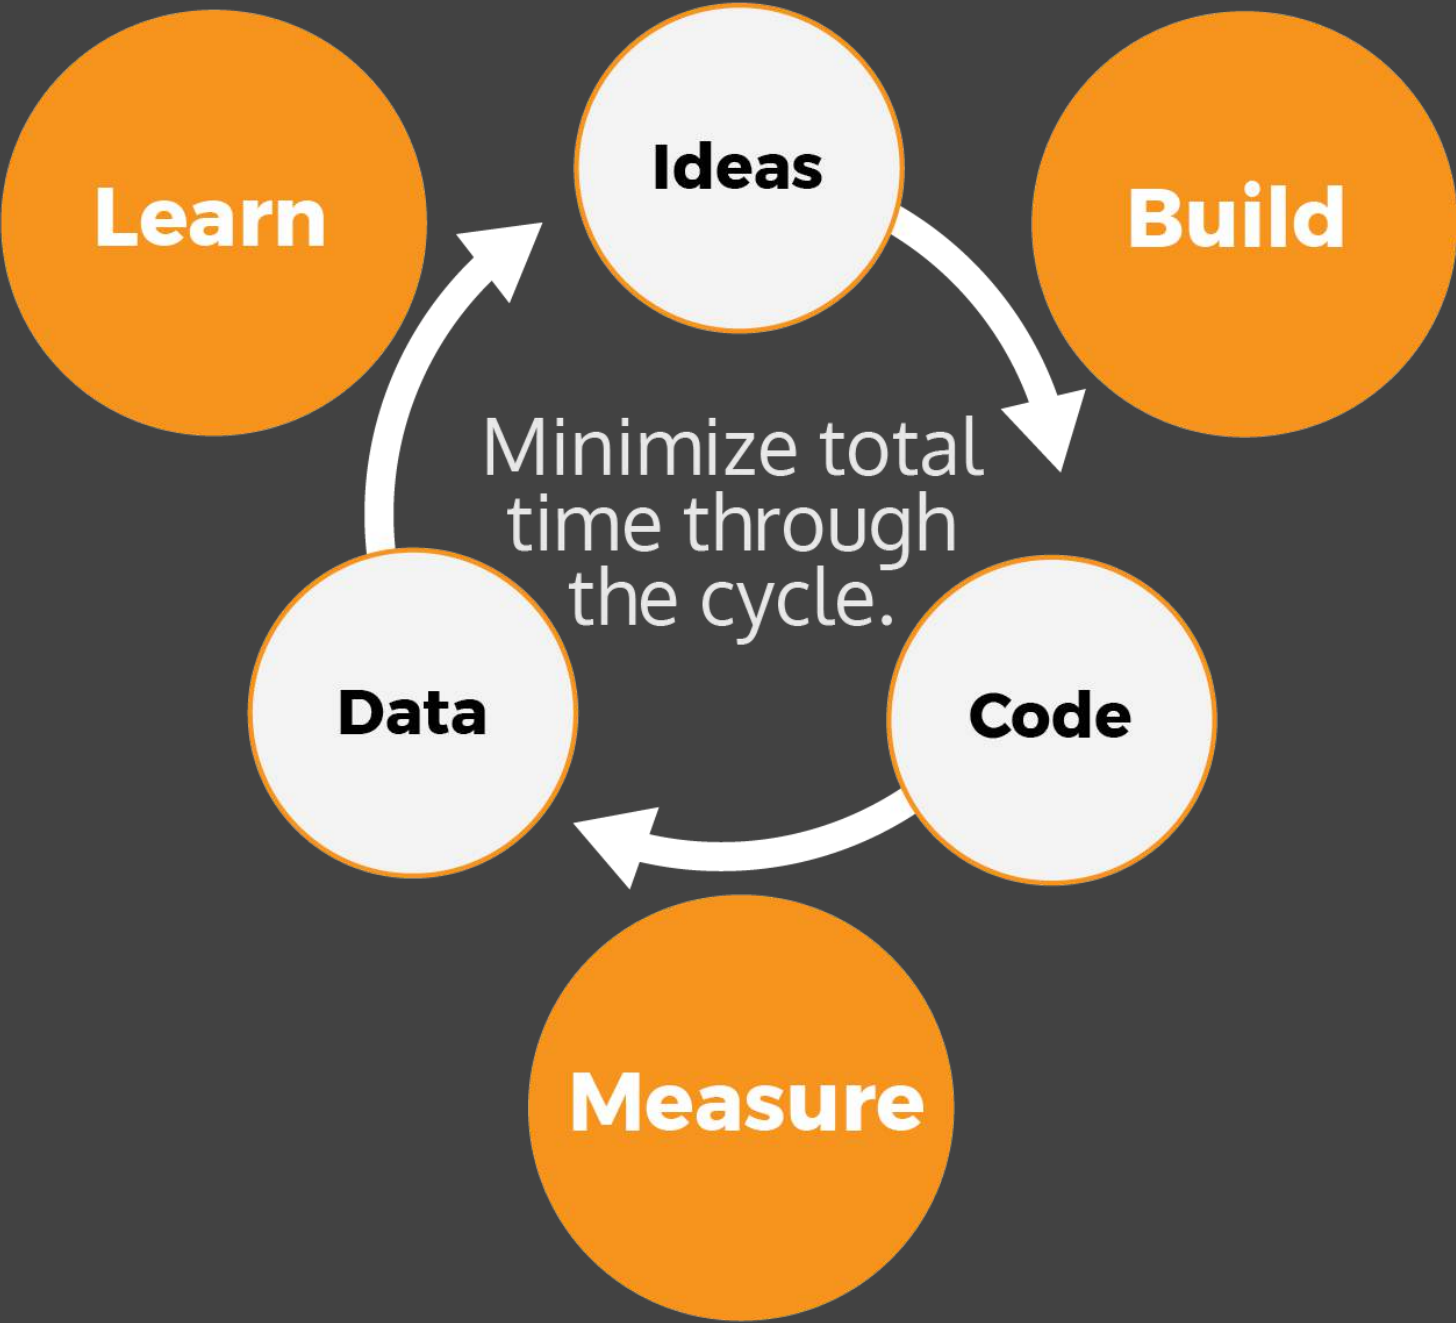 Ideas
Learn
Build
Minimize total
time through
the cycle.
Data
Code
Measure